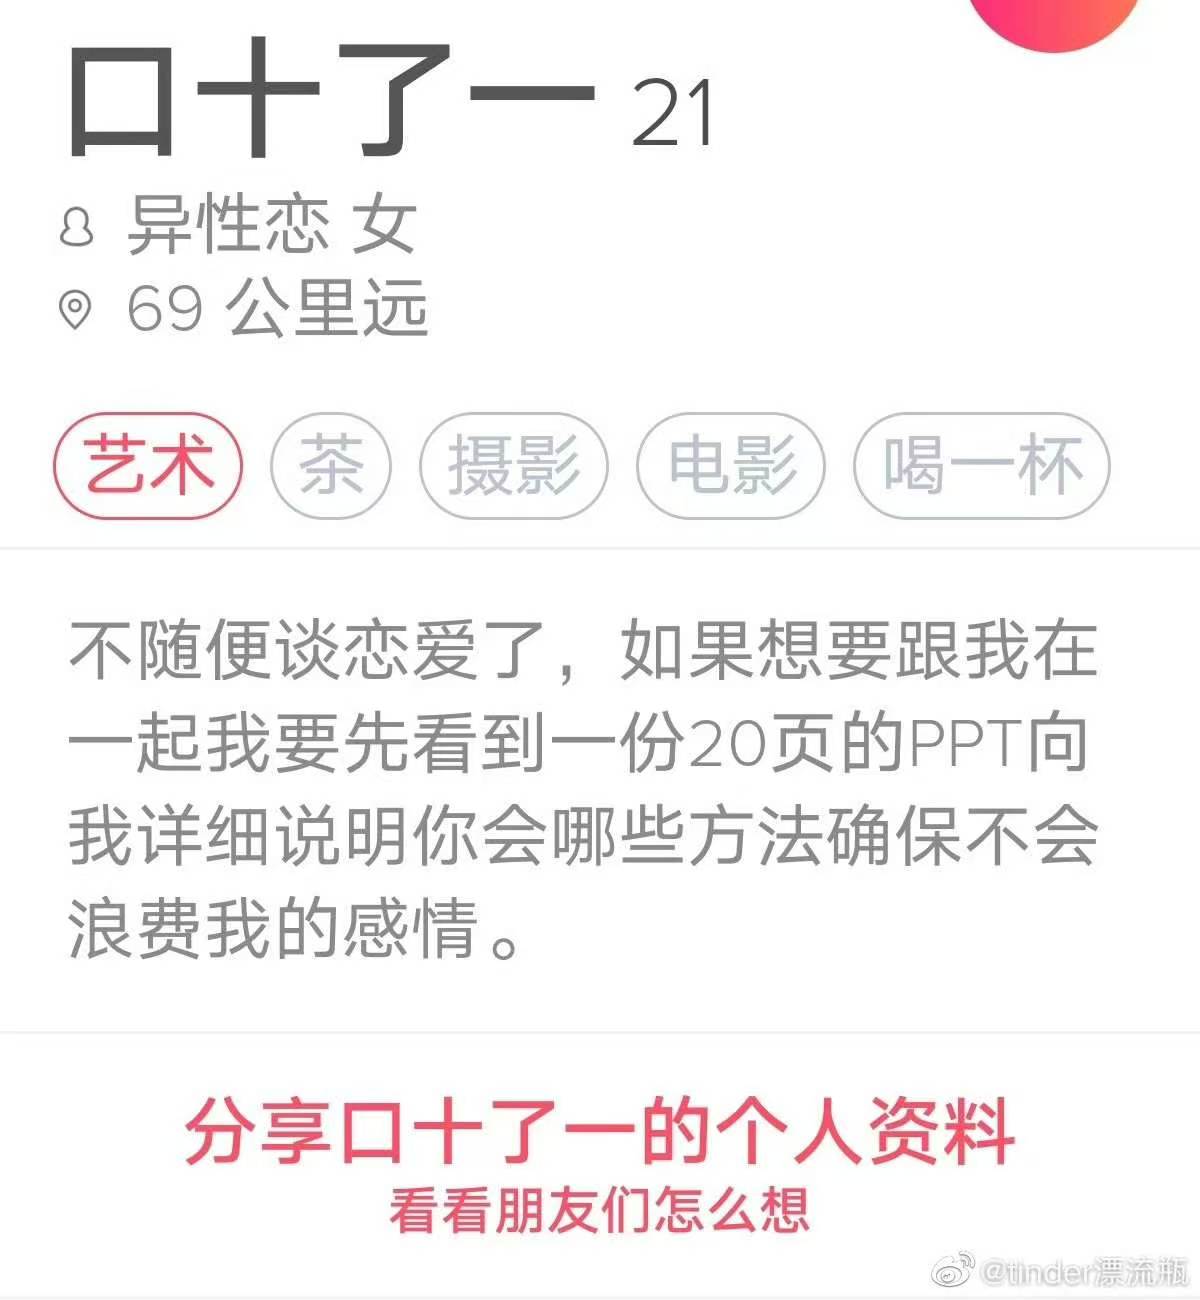 口十了一 21
异性恋 女
69 公里远
艺术 茶 摄影 电影 喝一杯
不随便谈恋爱了，如果想要跟我在
一起我要先看到一份20页的PPT向
我详细说明你会哪些方法确保不会
浪费我的感情。
分享口十了一的个人资料
看看朋友们怎么想
@tinder漂流瓶